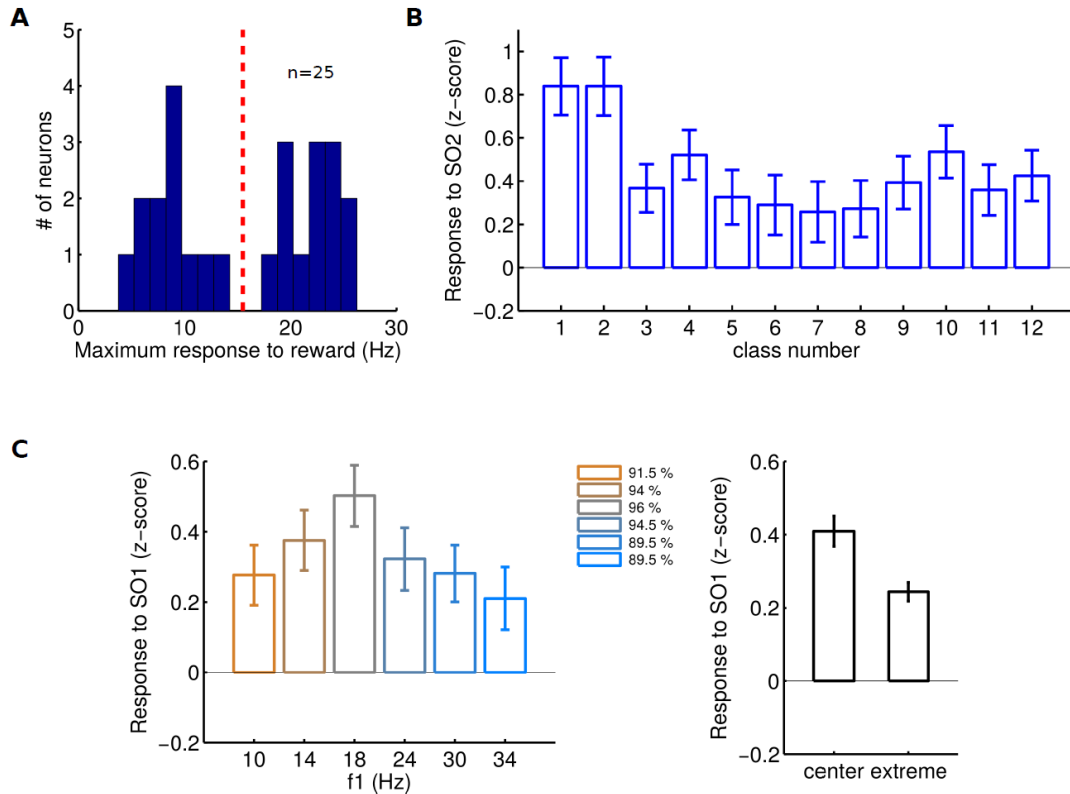 A
5
4
3
2
1
0
# of neurons
n=25
0 10 20 30
Maximum response to reward (Hz)
B
1
0.8
0.6
0.4
0.2
0
−0.2
Response to SO2 (z−score)
1 2 3 4 5 6 7 8 9 10 11 12
class number
C
0.6
0.4
0.2
0
−0.2
Response to SO1 (z−score)
10 14 18 24 30 34
f1 (Hz)
91.5 %
94 %
96 %
94.5 %
89.5 %
89.5 %
0.6
0.4
0.2
0
−0.2
Response to SO1 (z−score)
center extreme